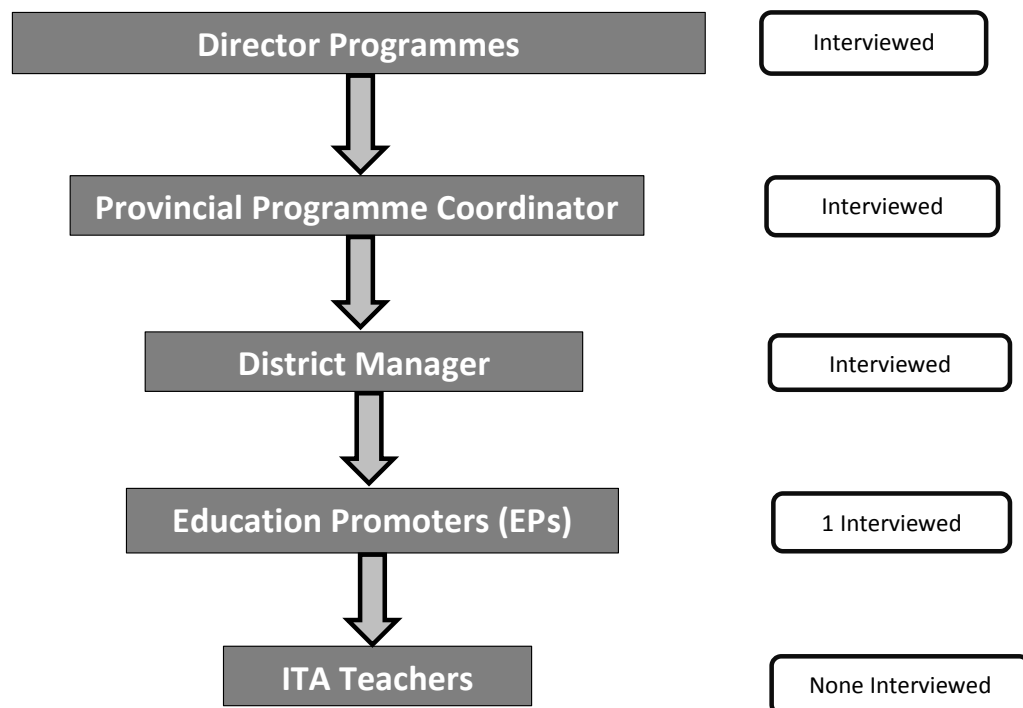 Director Programmes
Interviewed
Provincial Programme Coordinator
Interviewed
District Manager
Interviewed
Education Promoters (EPs)
1 Interviewed
ITA Teachers
None Interviewed